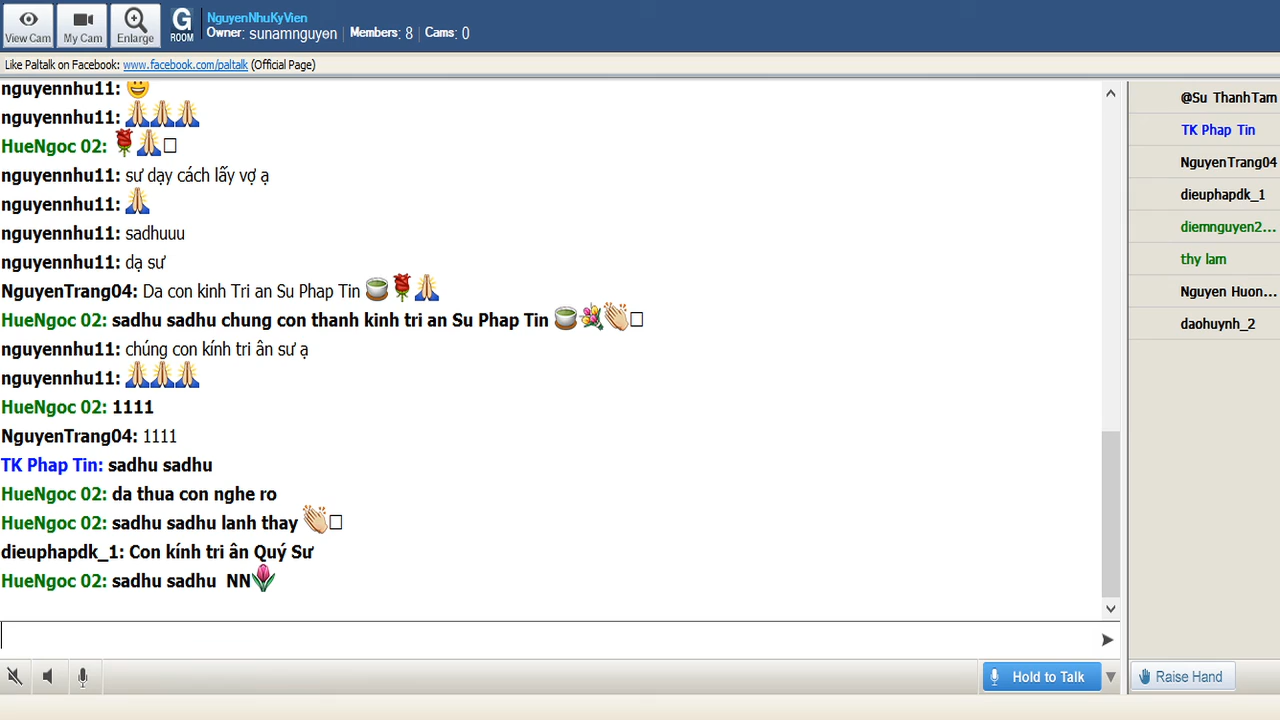 NguyenNhuKyVien
Owner: sunamnguyen | Members: 8 | Cams: 0
View Cam My Cam Enlarge G ROOM
Like Paltalk on Facebook: www.facebook.com/paltalk (Official Page)
nguyennhu11:
nguyennhu11:
HueNgoc 02:
nguyennhu11: sư dạy cách lấy vợ ạ
nguyennhu11:
nguyennhu11: sadhuuu
nguyennhu11: dạ sư
NguyenTrang04: Da con kinh Tri an Su Phap Tin
HueNgoc 02: sadhu sadhu chung con thanh kinh tri an Su Phap Tin
nguyennhu11: chúng con kính tri ân sư ạ
nguyennhu11:
HueNgoc 02: 1111
NguyenTrang04: 1111
TK Phap Tin: sadhu sadhu
HueNgoc 02: da thua con nghe ro
HueNgoc 02: sadhu sadhu lanh thay
dieuphapdk_1: Con kính tri ân Quý Sư
HueNgoc 02: sadhu sadhu NN
@Su ThanhTam
TK Phap Tin
NguyenTrang04
dieuphapdk_1
diemnguyen2...
thy lam
Nguyen Huon...
daohuynh_2
Hold to Talk
Raise Hand